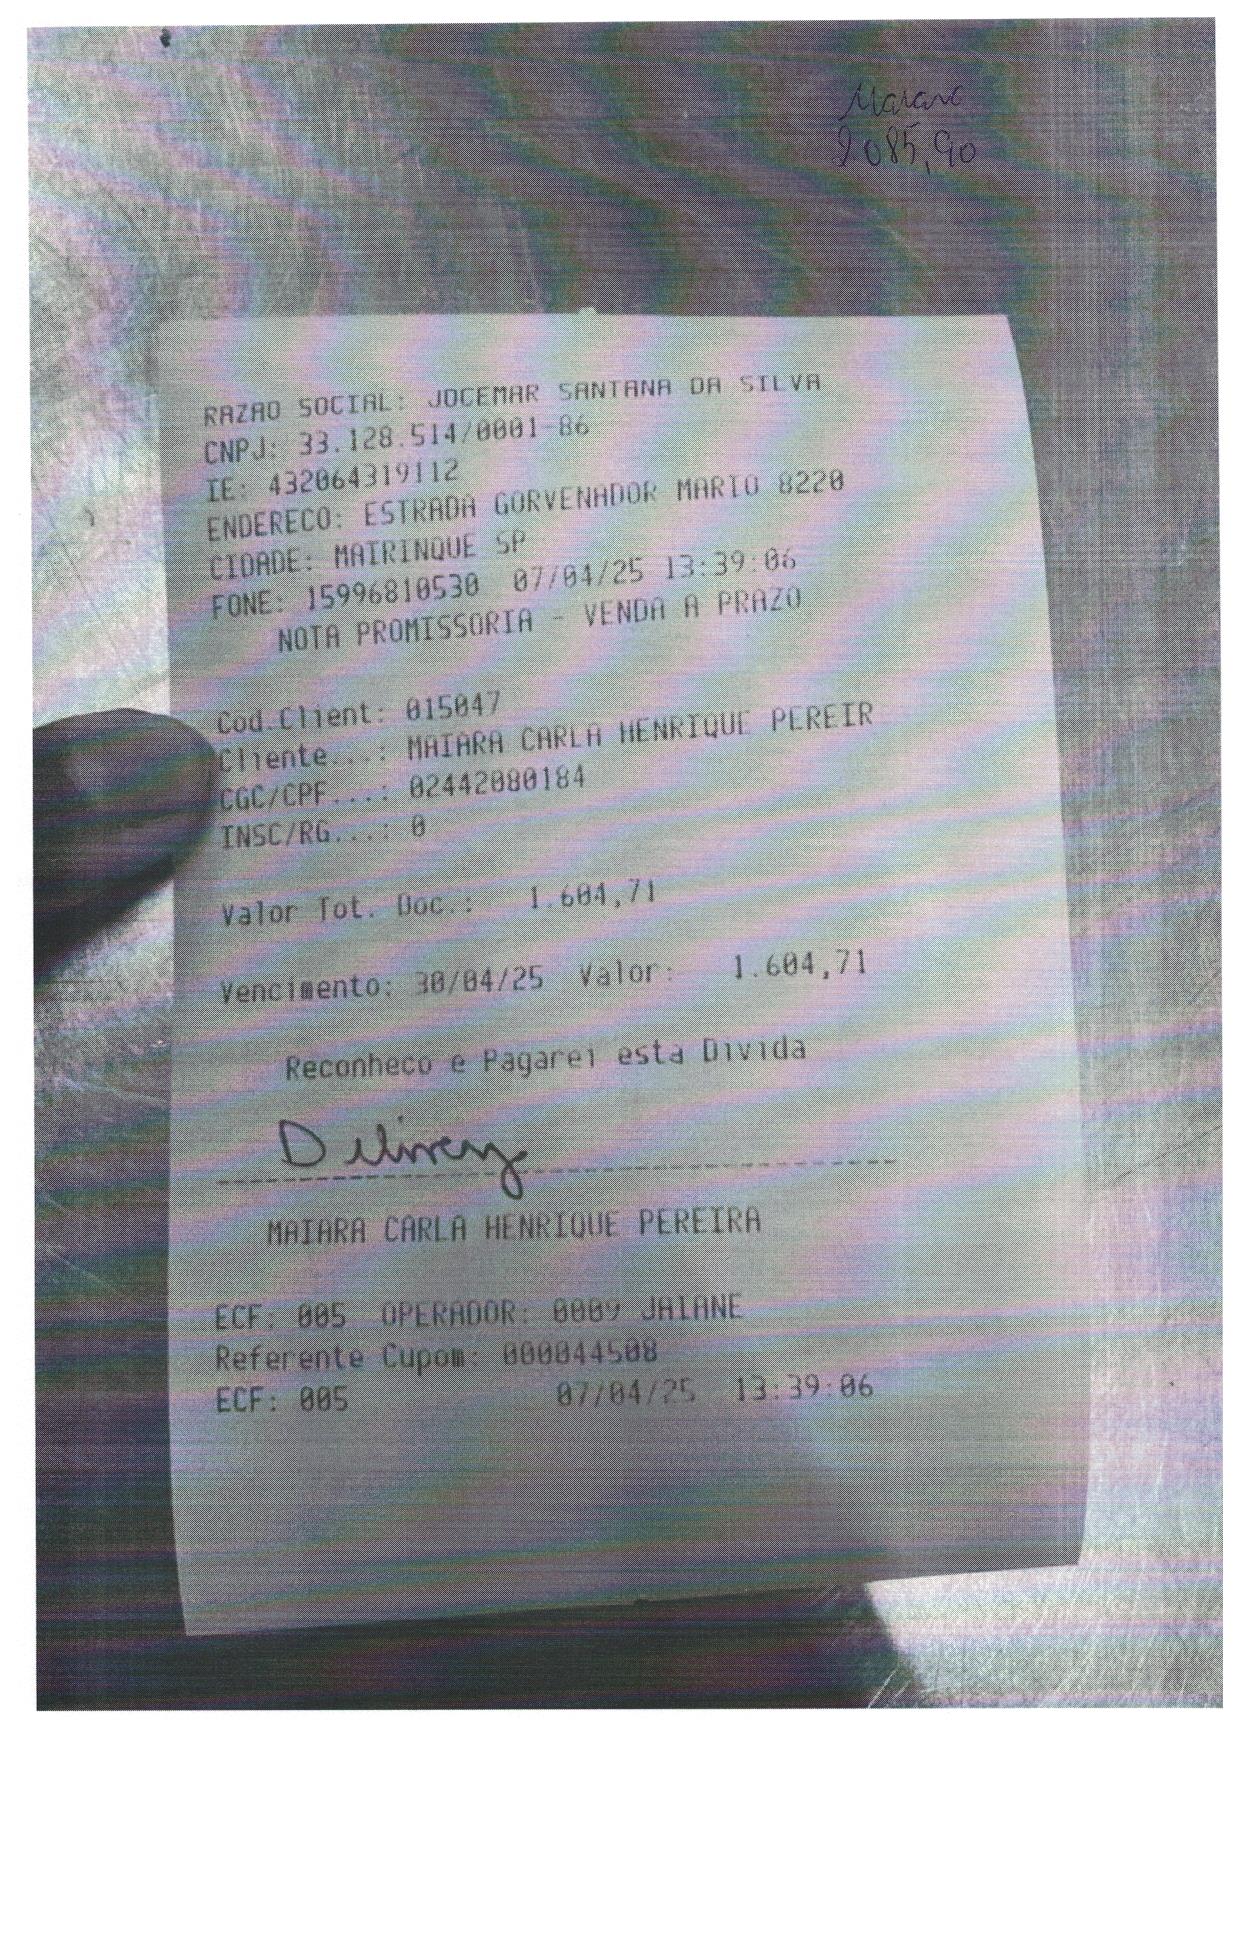 2085,90
RAZAO SOCIAL: JOCEMAR SANTANA DA SILVA
CNPJ: 33.128.514/0001-86
IE: 432064319112
ENDERECO: ESTRADA GORVENADOR MARIO 8220
CIDADE: MAIRINQUE SP
FONE: 15996810530 07/04/25 13:39:06
NOTA PROMISSORIA - VENDA A PRAZO
Cod.Client: 015047
Cliente...: MAIARA CARLA HENRIQUE PEREIR
CGC/CPF...: 02442080184
INSC/RG...: 0
Valor Tot. Doc.: 1.604,71
Vencimento: 30/04/25 Valor: 1.604,71
Reconheco e Pagarei esta Divida
MAIARA CARLA HENRIQUE PEREIRA
ECF: 005 OPERADOR: 0009 JAIANE
Referente Cupom: 000044508
ECF: 005 07/04/25 13:39:06